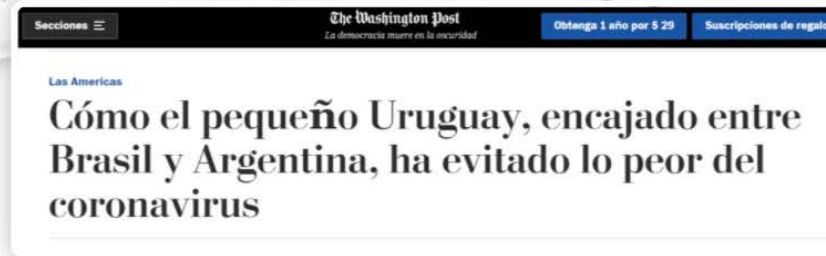 Secciones
The Washington Post
La democracia muere en la oscuridad
Obtenga 1 año por $ 29
Suscripciones de regalo
Las Americas
Cómo el pequeño Uruguay, encajado entre
Brasil y Argentina, ha evitado lo peor del
coronavirus